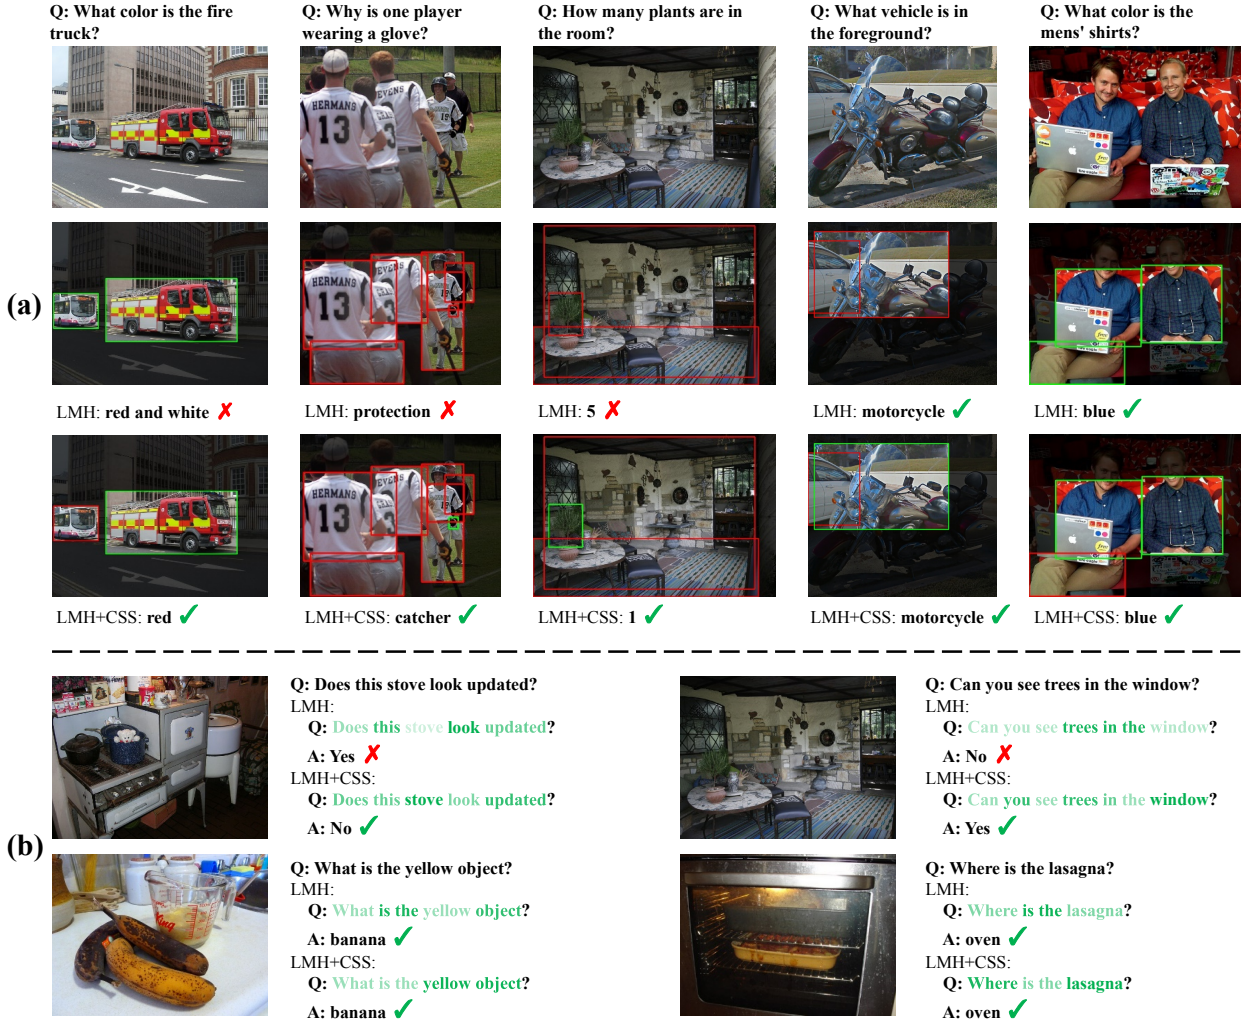 Q: What color is the fire
truck?
Q: Why is one player
wearing a glove?
Q: How many plants are in
the room?
Q: What vehicle is in
the foreground?
Q: What color is the
mens' shirts?
HERMANS
13
EVENS
(a)
HERMANS
13
EVENS
LMH: red and white ✗
LMH: protection ✗
LMH: 5 ✗
LMH: motorcycle ✓
LMH: blue ✓
HERMANS
13
EVENS
LMH+CSS: red ✓
LMH+CSS: catcher ✓
LMH+CSS: 1 ✓
LMH+CSS: motorcycle ✓
LMH+CSS: blue ✓
(b)
Q: Does this stove look updated?
LMH:
Q: Does this stove look updated?
A: Yes ✗
LMH+CSS:
Q: Does this stove look updated?
A: No ✓
Q: Can you see trees in the window?
LMH:
Q: Can you see trees in the window?
A: No ✗
LMH+CSS:
Q: Can you see trees in the window?
A: Yes ✓
Q: What is the yellow object?
LMH:
Q: What is the yellow object?
A: banana ✓
LMH+CSS:
Q: What is the yellow object?
A: banana ✓
Q: Where is the lasagna?
LMH:
Q: Where is the lasagna?
A: oven ✓
LMH+CSS:
Q: Where is the lasagna?
A: oven ✓